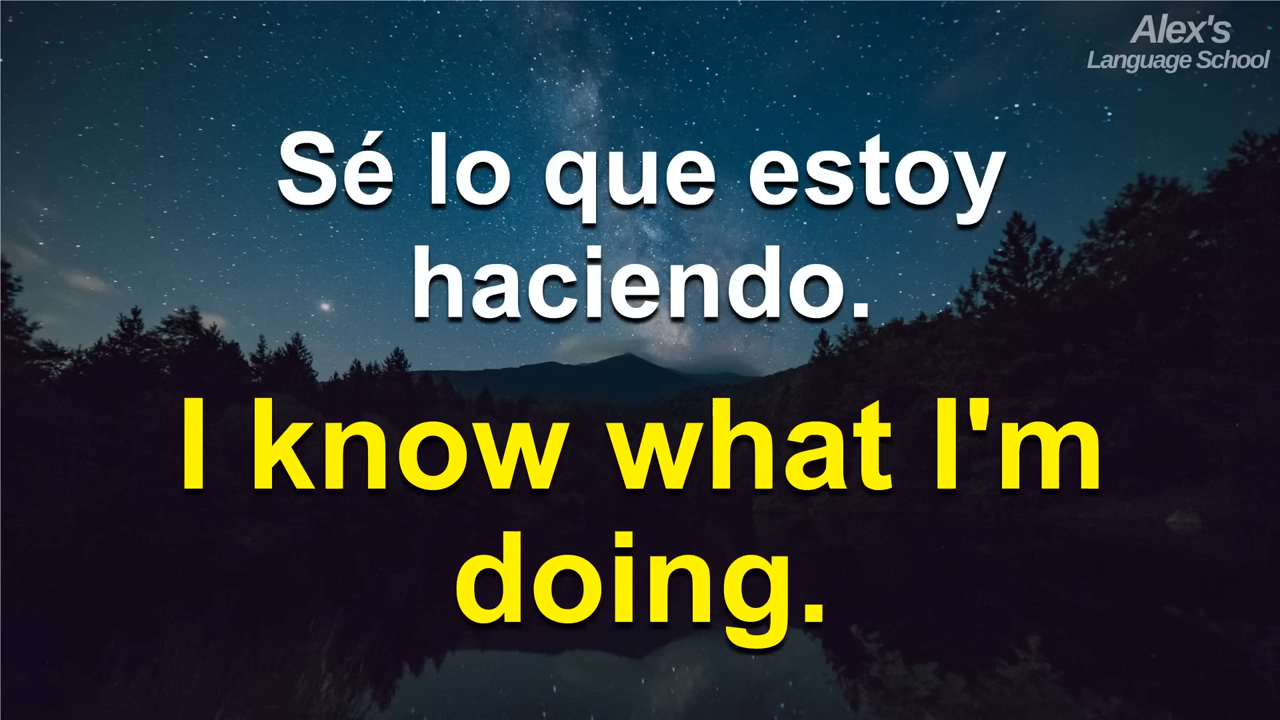 Alex's
Language School
Sé lo que estoy
haciendo.
I know what I'm
doing.